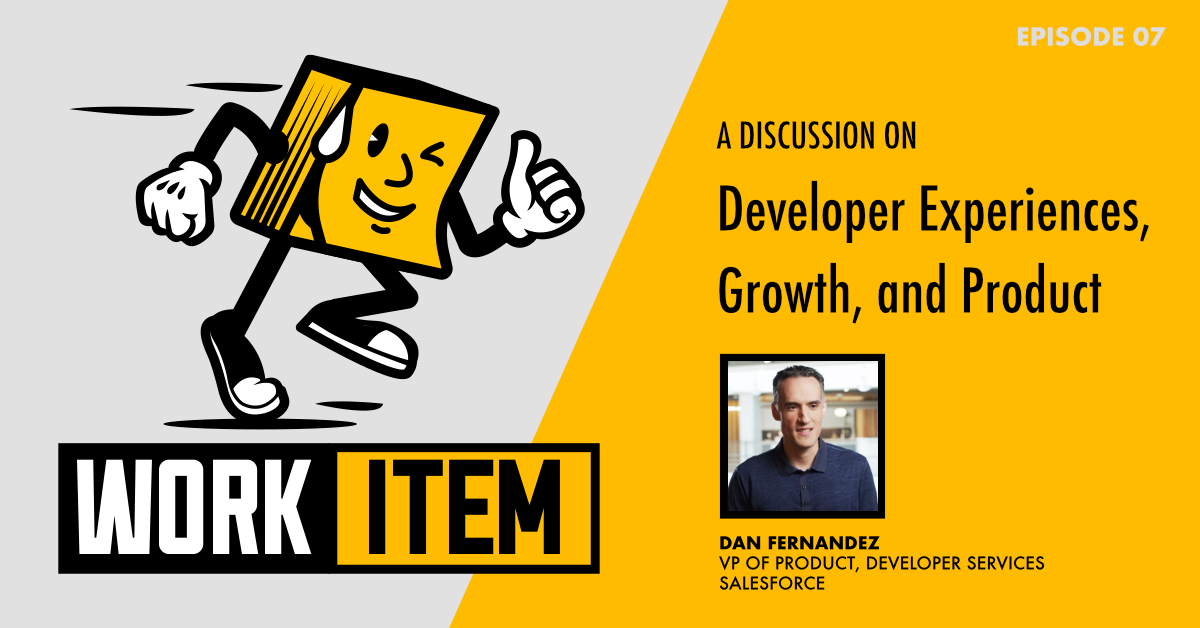 EPISODE 07
A DISCUSSION ON
Developer Experiences,
Growth, and Product
WORK ITEM
DAN FERNANDEZ
VP OF PRODUCT, DEVELOPER SERVICES
SALESFORCE